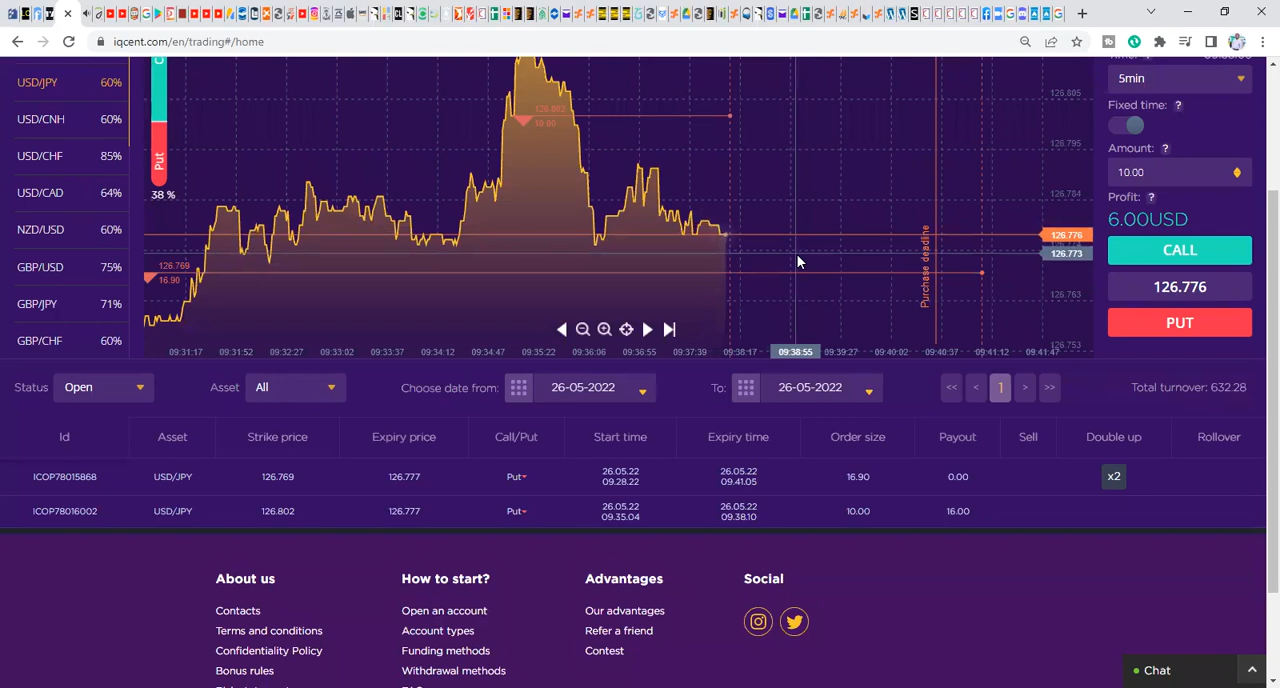 iqcent.com/en/trading#/home
USD/JPY 60%
USD/CNH 60%
USD/CHF 85%
USD/CAD 64%
NZD/USD 60%
GBP/USD 75%
GBP/JPY 71%
GBP/CHF 60%
Put
38 %
126.802
10.00
126.769
16.90
Purchase deadline
126.805
126.795
126.784
126.776
126.773
126.763
126.753
09:31:17 09:31:52 09:32:27 09:33:02 09:33:37 09:34:12 09:34:47 09:35:22 09:36:06 09:36:55 09:37:39 09:38:17 09:38:55 09:39:27 09:40:02 09:40:37 09:41:12 09:41:47
5min
Fixed time: ?
Amount: ?
10.00
Profit: ?
6.00USD
CALL
126.776
PUT
Status Open Asset All Choose date from: 26-05-2022 To: 26-05-2022 << < 1 > >> Total turnover: 632.28
Id Asset Strike price Expiry price Call/Put Start time Expiry time Order size Payout Sell Double up Rollover
ICOP78015868 USD/JPY 126.769 126.777 Put 26.05.22 09.28.22 26.05.22 09.41.05 16.90 0.00 x2
ICOP78016002 USD/JPY 126.802 126.777 Put 26.05.22 09.35.04 26.05.22 09.38.10 10.00 16.00
About us How to start? Advantages Social
Contacts Open an account Our advantages
Terms and conditions Account types Refer a friend
Confidentiality Policy Funding methods Contest
Bonus rules Withdrawal methods
Chat